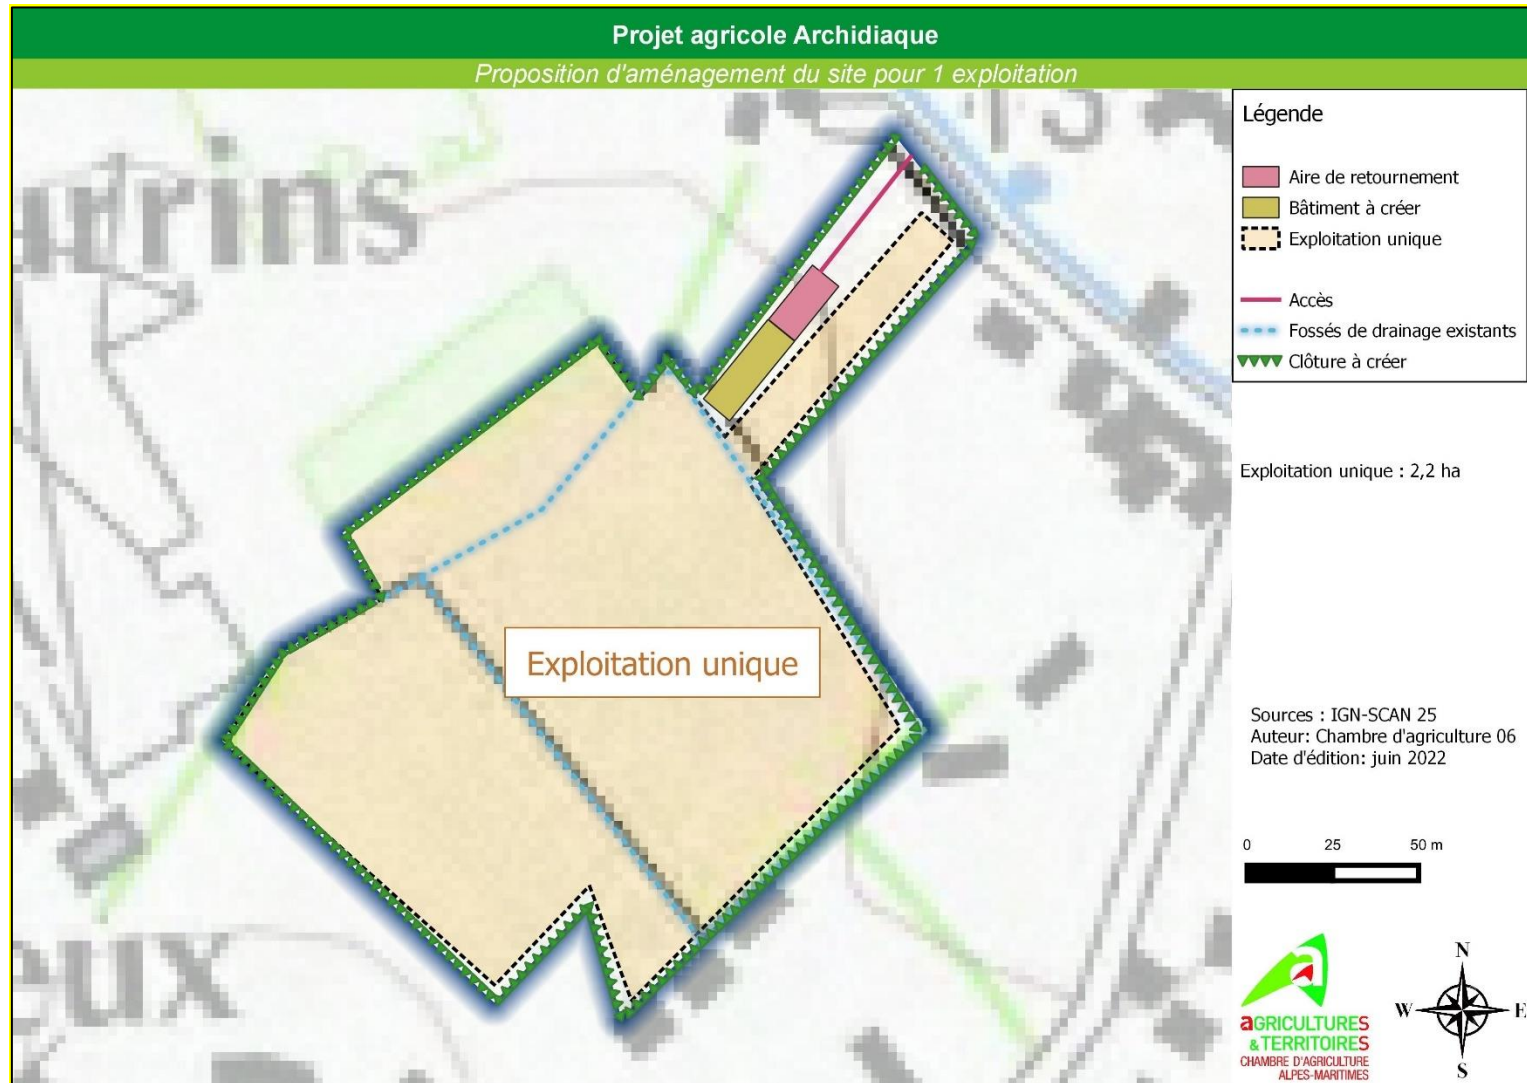 Projet agricole Archidiaque
Proposition d'aménagement du site pour 1 exploitation
Légende
Aire de retournement
Bâtiment à créer
Exploitation unique
Accès
Fossés de drainage existants
Clôture à créer
Exploitation unique : 2,2 ha
Exploitation unique
Sources : IGN-SCAN 25
Auteur: Chambre d'agriculture 06
Date d'édition: juin 2022
0 25 50 m
aGRICULTURES
& TERRITOIRES
CHAMBRE D'AGRICULTURE
ALPES-MARITIMES
N
W E
S